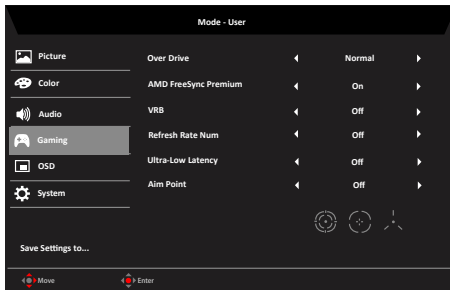 Mode - User
Picture
Color
Audio
Gaming
OSD
System
Save Settings to...
Over Drive Normal
AMD FreeSync Premium On
VRB Off
Refresh Rate Num Off
Ultra-Low Latency Off
Aim Point Off
Move Enter